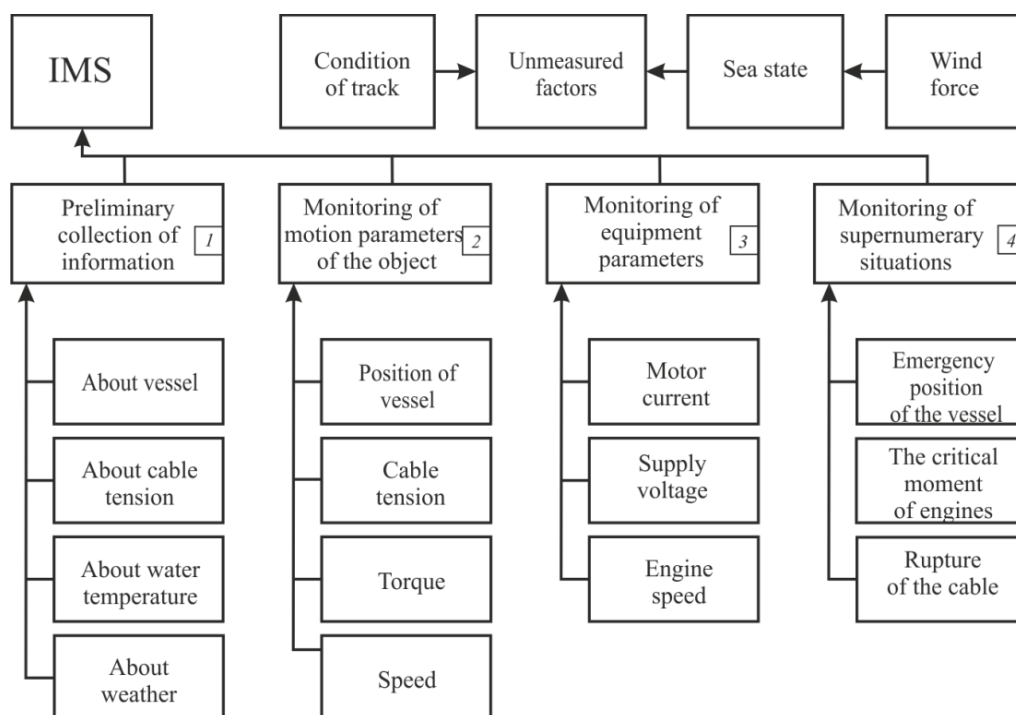 IMS
Condition
of track
Unmeasured
factors
Sea state
Wind
force
Preliminary
collection of
information
1
Monitoring of
motion parameters
of the object
2
Monitoring of
equipment
parameters
3
Monitoring of
supernumerary
situations
4
About vessel
About cable
tension
About water
temperature
About
weather
Position of
vessel
Cable
tension
Torque
Speed
Motor
current
Supply
voltage
Engine
speed
Emergency
position
of the vessel
The critical
moment
of engines
Rupture
of the cable